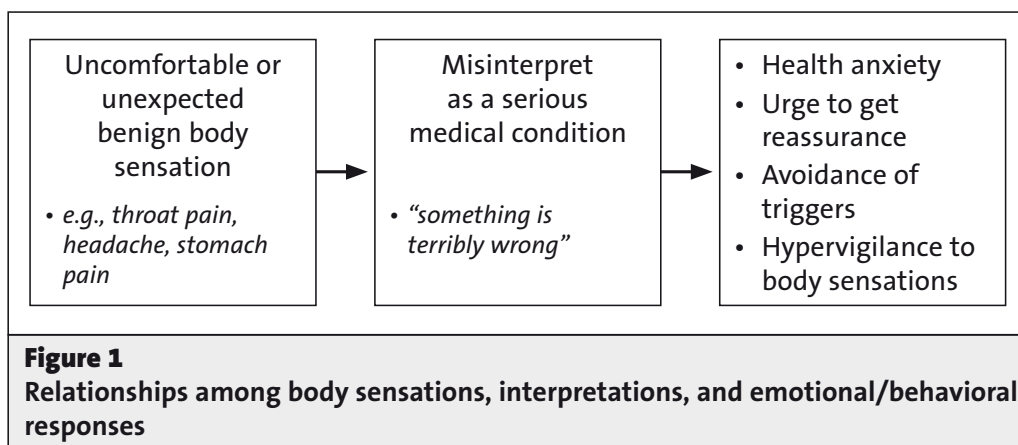 Uncomfortable or
unexpected
benign body
sensation
• e.g., throat pain,
headache, stomach
pain
Misinterpret
as a serious
medical condition
• “something is
terribly wrong”
• Health anxiety
• Urge to get
reassurance
• Avoidance of
triggers
• Hypervigilance to
body sensations
Figure 1
Relationships among body sensations, interpretations, and emotional/behavioral
responses